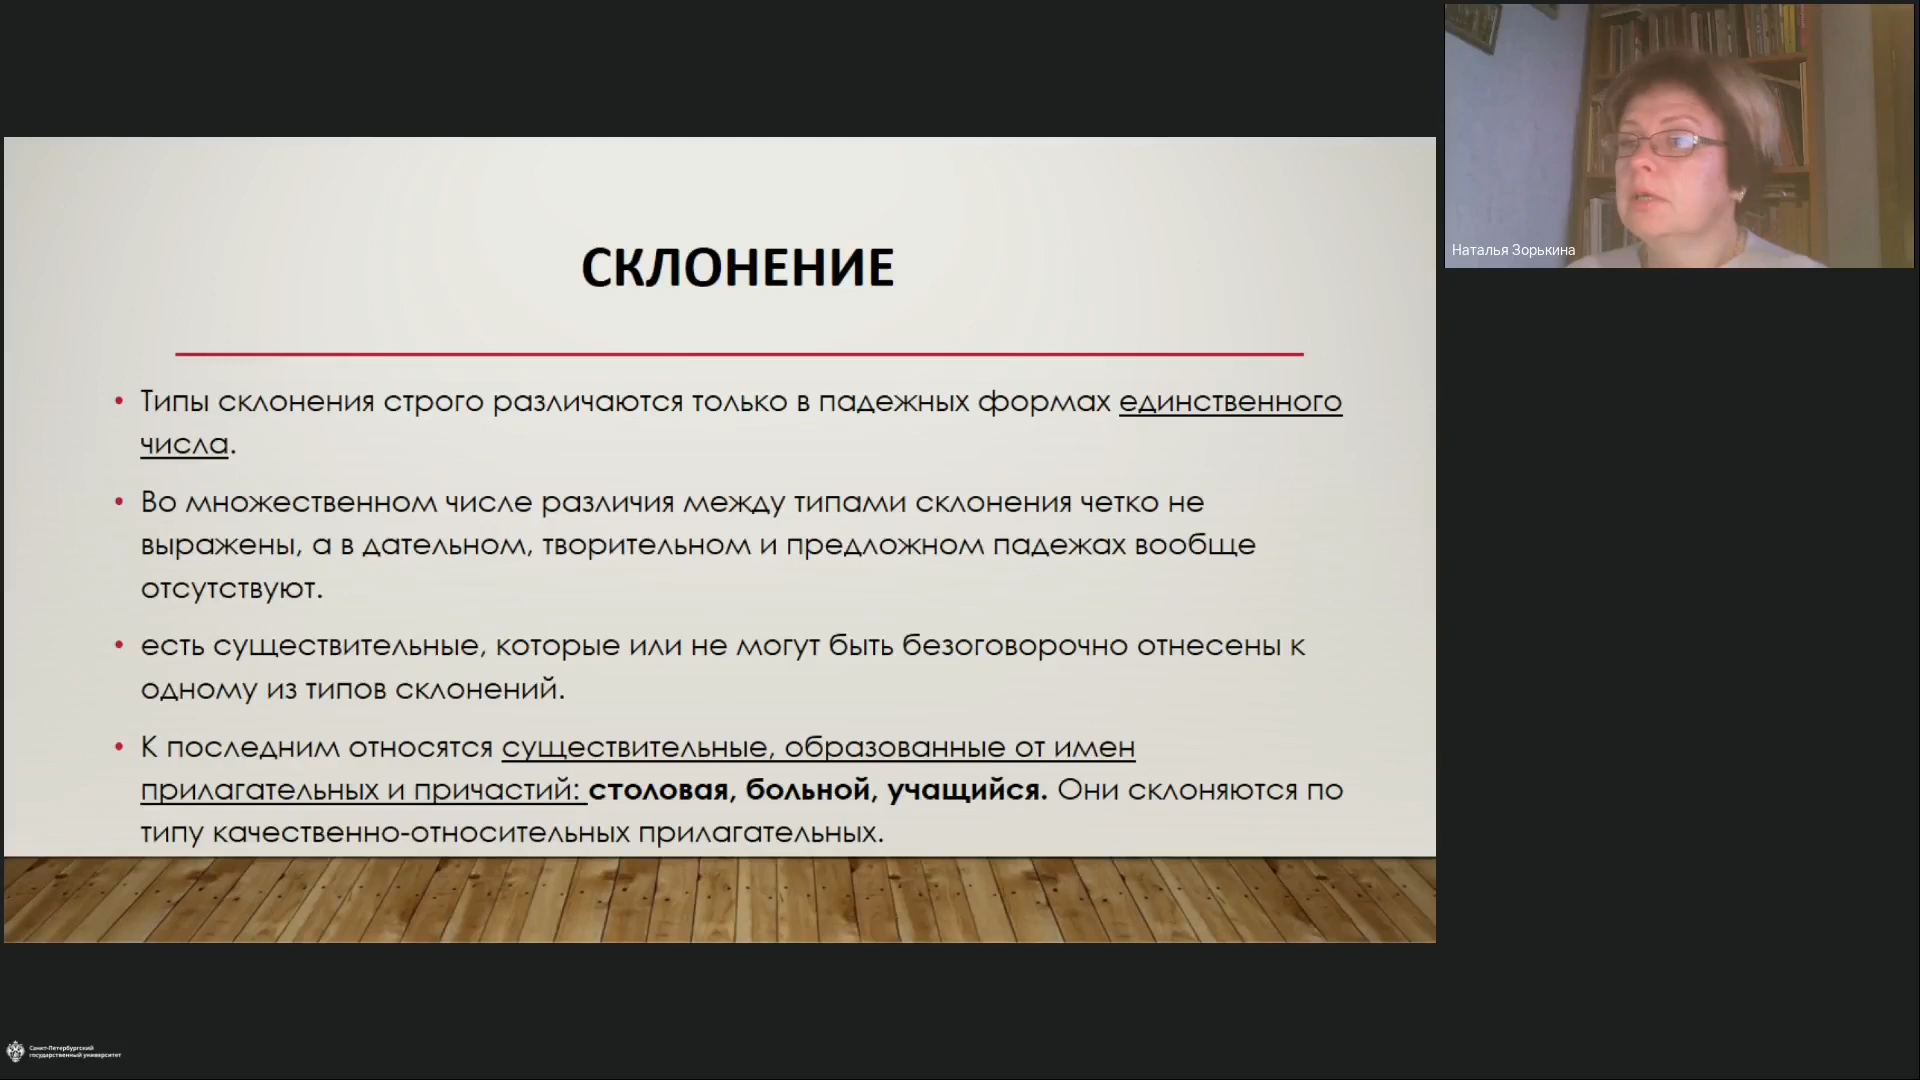 СКЛОНЕНИЕ
• Типы склонения строго различаются только в падежных формах единственного
числа.
• Во множественном числе различия между типами склонения четко не
выражены, а в дательном, творительном и предложном падежах вообще
отсутствуют.
• есть существительные, которые или не могут быть безоговорочно отнесены к
одному из типов склонений.
• К последним относятся существительные, образованные от имен
прилагательных и причастий: столовая, больной, учащийся. Они склоняются по
типу качественно-относительных прилагательных.
Наталья Зорькина
Санкт-Петербургский
государственный университет